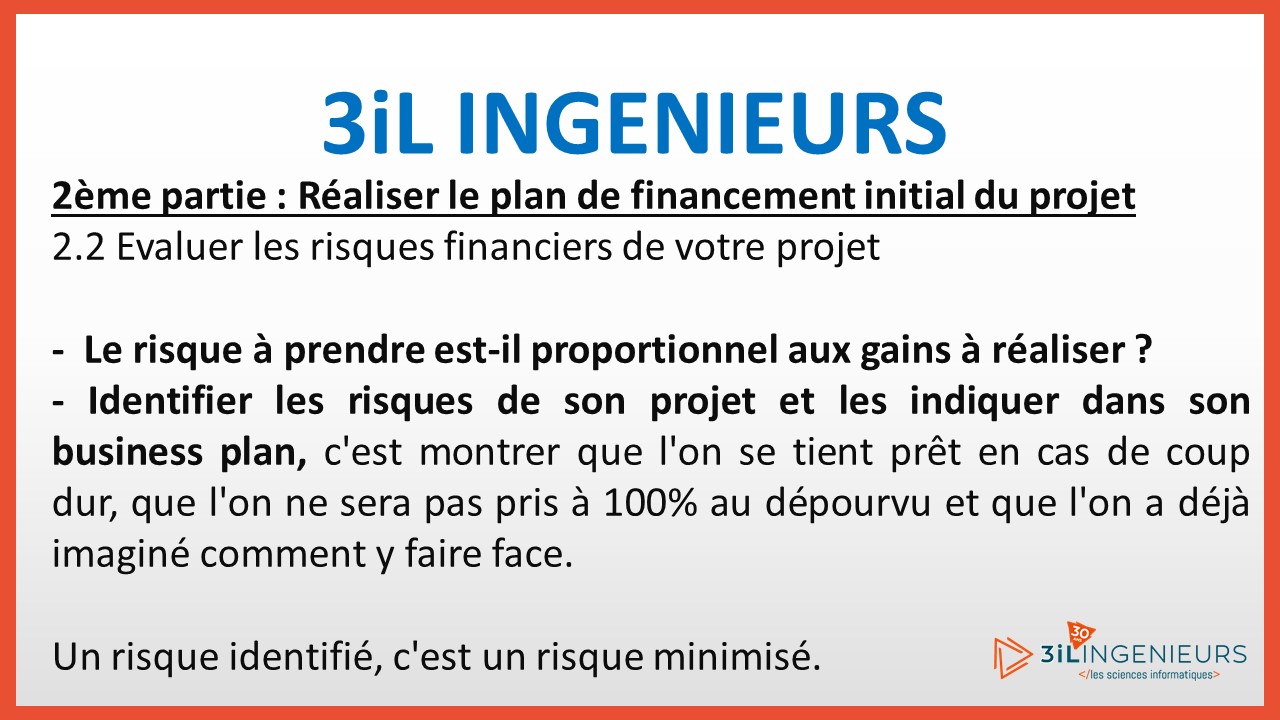 3iL INGENIEURS
2ème partie : Réaliser le plan de financement initial du projet
2.2 Evaluer les risques financiers de votre projet
- Le risque à prendre est-il proportionnel aux gains à réaliser ?
- Identifier les risques de son projet et les indiquer dans son
business plan, c'est montrer que l'on se tient prêt en cas de coup
dur, que l'on ne sera pas pris à 100% au dépourvu et que l'on a déjà
imaginé comment y faire face.
Un risque identifié, c'est un risque minimisé.
30
3iLINGENIEURS
</les sciences informatiques>